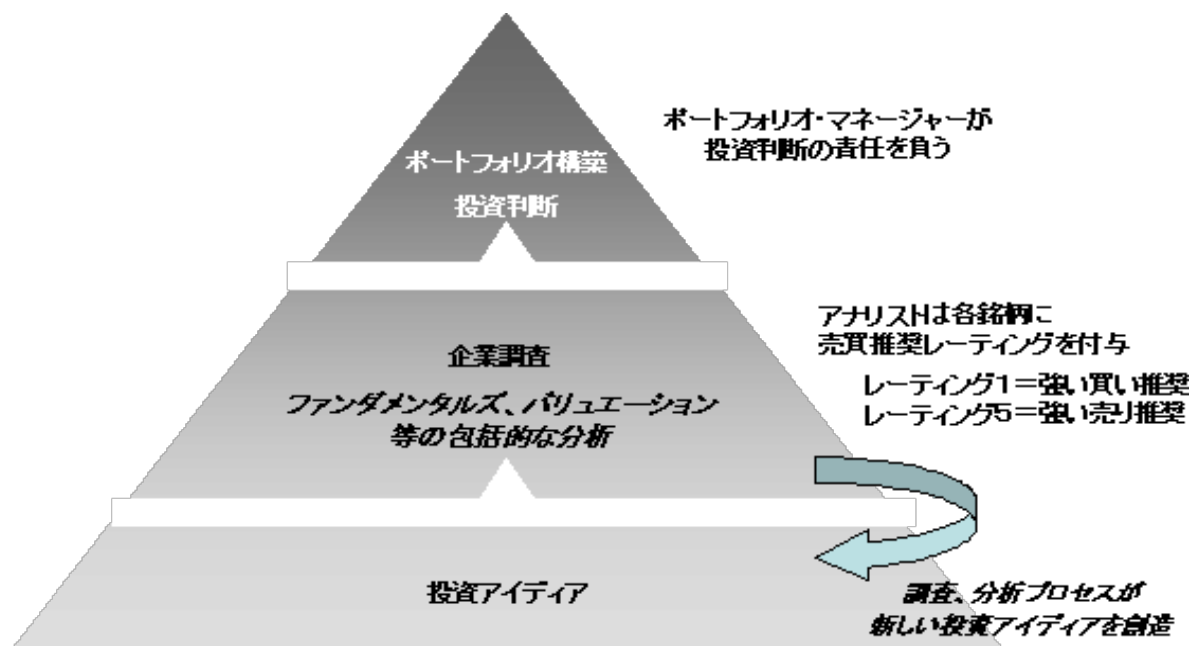 ポートフォリオ・マネージャーが
投資判断の責任を負う
ポートフォリオ構築
投資判断
アナリストは各銘柄に
売買推奨レーティングを付与
レーティング1=強い買い推奨
レーティング5=強い売り推奨
企業調査
ファンダメンタルズ、バリュエーション
等の包括的な分析
投資アイディア
調査、分析プロセスが
新しい投資アイディアを創造